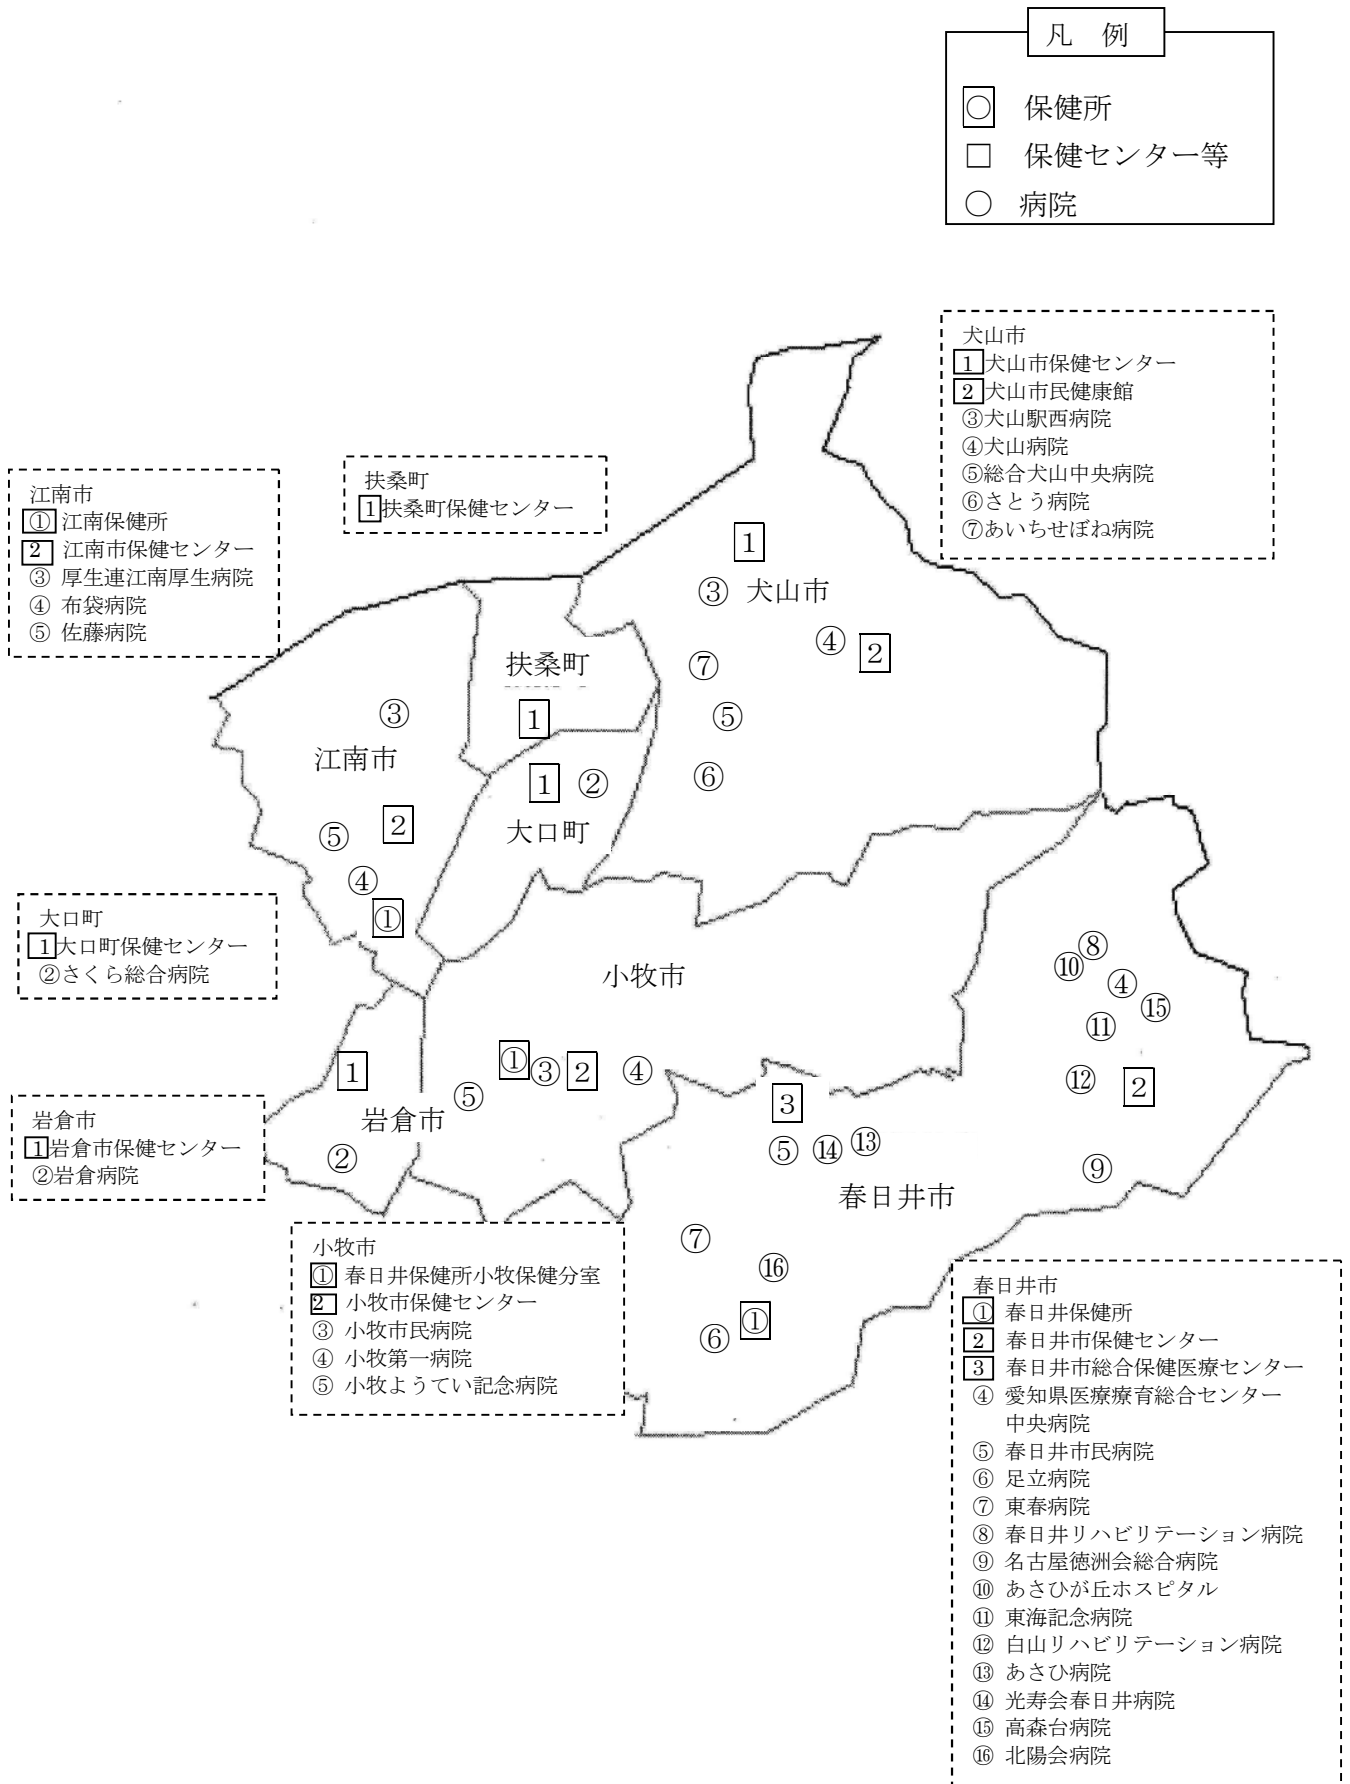 凡　例
○ 保健所
□ 保健センター等
○ 病院
犬山市
1 犬山市保健センター
2 犬山市民健康館
③犬山駅西病院
④犬山病院
⑤総合犬山中央病院
⑥さとう病院
⑦あいちせぼね病院
扶桑町
1 扶桑町保健センター
江南市
① 江南保健所
2 江南市保健センター
③ 厚生連江南厚生病院
④ 布袋病院
⑤ 佐藤病院
1
③ 犬山市
④ 2
扶桑町
⑦
③
1
⑤
江南市
1 ②
⑥
2
大口町
⑤
④
①
大口町
1 大口町保健センター
②さくら総合病院
小牧市
⑧
⑩
④
⑮
⑪
1
① ③ 2 ④
⑤
岩倉市
②
3
⑫ 2
⑤ ⑭ ⑬
⑨
春日井市
岩倉市
1 岩倉市保健センター
②岩倉病院
⑦
⑯
⑥ ①
小牧市
① 春日井保健所小牧保健分室
2 小牧市保健センター
③ 小牧市民病院
④ 小牧第一病院
⑤ 小牧ようてい記念病院
春日井市
① 春日井保健所
2 春日井市保健センター
3 春日井市総合保健医療センター
④ 愛知県医療療育総合センター
中央病院
⑤ 春日井市民病院
⑥ 足立病院
⑦ 東春病院
⑧ 春日井リハビリテーション病院
⑨ 名古屋徳洲会総合病院
⑩ あさひが丘ホスピタル
⑪ 東海記念病院
⑫ 白山リハビリテーション病院
⑬ あさひ病院
⑭ 光寿会春日井病院
⑮ 高森台病院
⑯ 北陽会病院